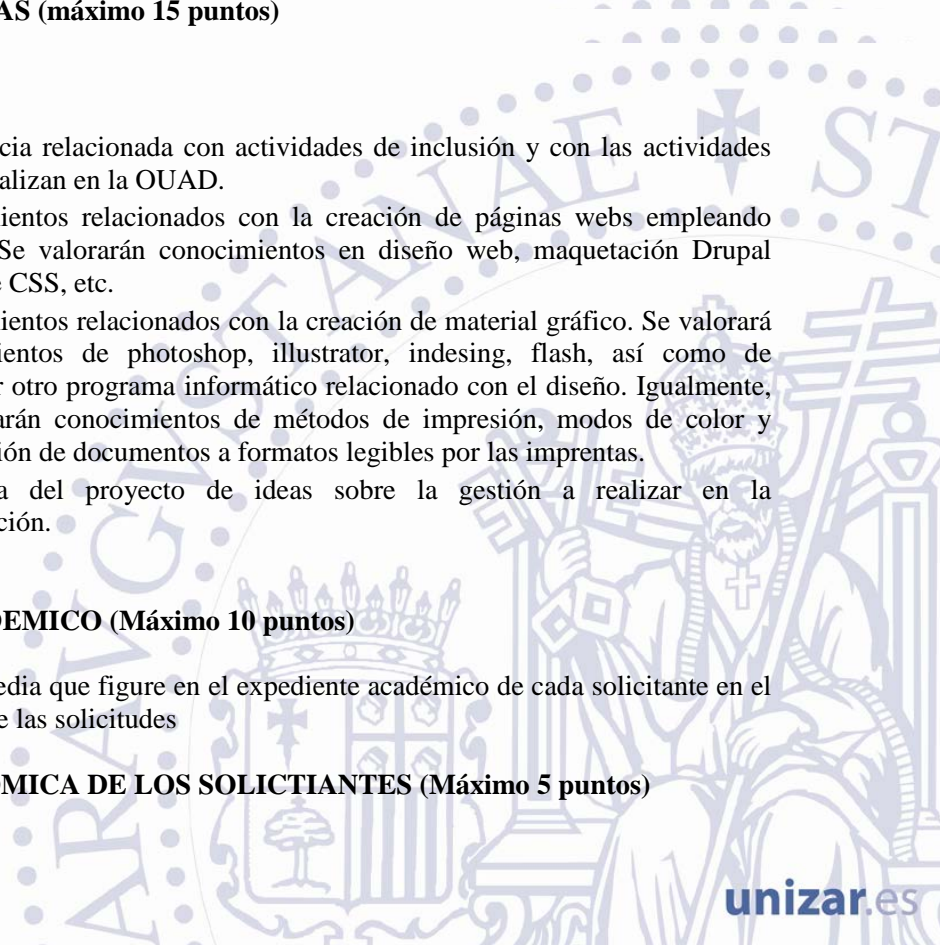 AS (máximo 15 puntos)
cia relacionada con actividades de inclusión y con las actividades
alizan en la OUAD.
ientos relacionados con la creación de páginas webs empleando
Se valorarán conocimientos en diseño web, maquetación Drupal
e CSS, etc.
ientos relacionados con la creación de material gráfico. Se valorará
ientos de photoshop, illustrator, indesing, flash, así como de
r otro programa informático relacionado con el diseño. Igualmente,
arán conocimientos de métodos de impresión, modos de color y
ión de documentos a formatos legibles por las imprentas.
a del proyecto de ideas sobre la gestión a realizar en la
ción.
DEMICO (Máximo 10 puntos)
edia que figure en el expediente académico de cada solicitante en el
e las solicitudes
OMICA DE LOS SOLICTIANTES (Máximo 5 puntos)
ARAVGVSTANAE ST
unizar.es